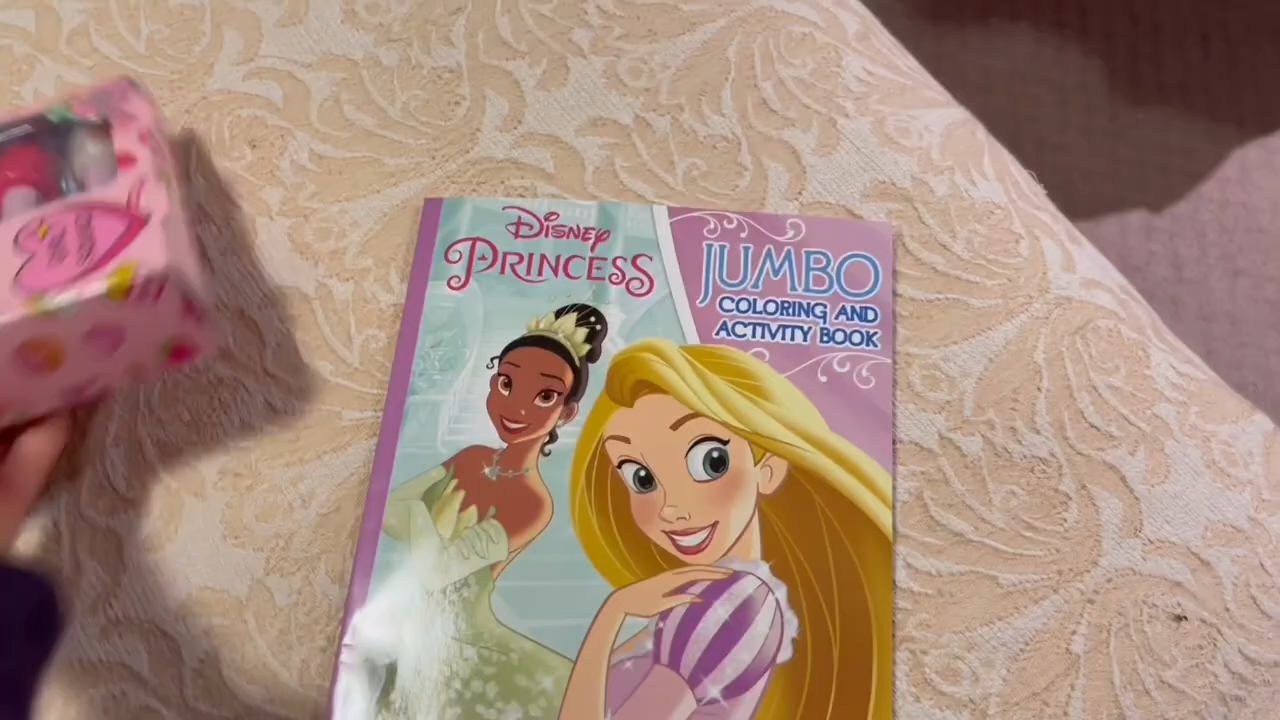 Disney
PRINCESS
JUMBO
COLORING AND
ACTIVITY BOOK